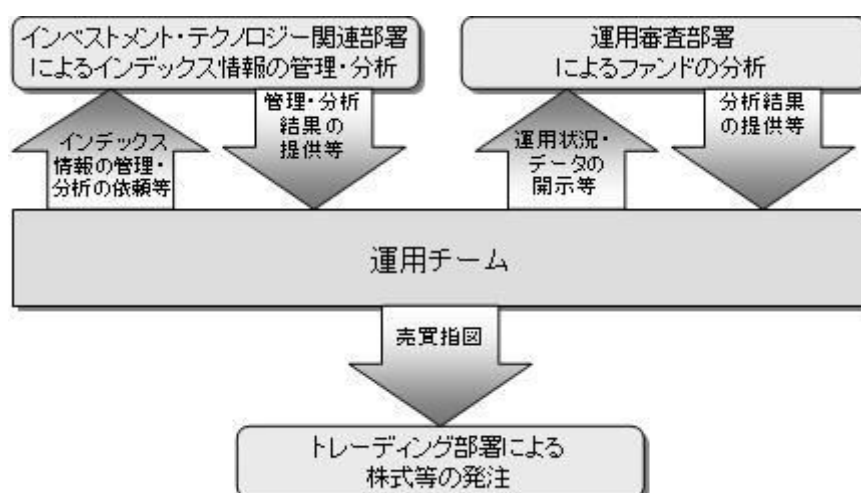 インベストメント・テクノロジー関連部署
によるインデックス情報の管理・分析
運用審査部署
によるファンドの分析
インデックス
情報の管理・
分析の依頼等
管理・分析
結果の
提供等
運用状況・
データの
開示等
分析結果
の提供等
運用チーム
売買指図
トレーディング部署による
株式等の発注